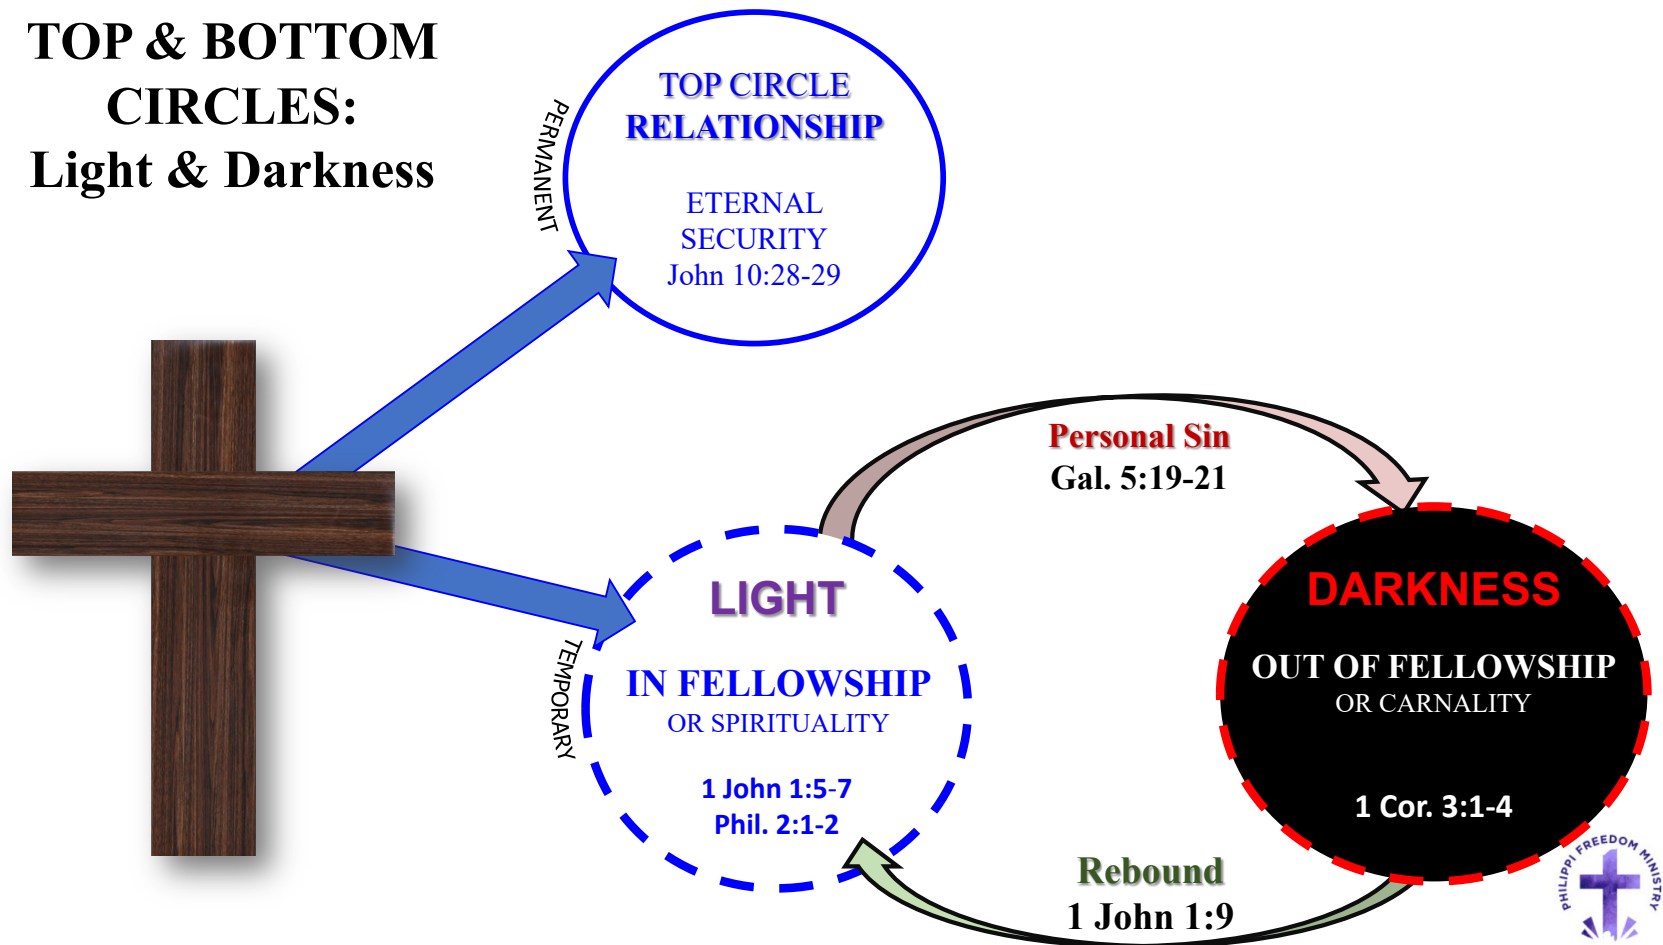 TOP & BOTTOM
CIRCLES:
Light & Darkness
PERMANENT
TOP CIRCLE
RELATIONSHIP
ETERNAL
SECURITY
John 10:28-29
Personal Sin
Gal. 5:19-21
TEMPORARY
LIGHT
IN FELLOWSHIP
OR SPIRITUALITY
1 John 1:5-7
Phil. 2:1-2
DARKNESS
OUT OF FELLOWSHIP
OR CARNALITY
1 Cor. 3:1-4
Rebound
1 John 1:9
PHILIPPI FREEDOM MINISTRY